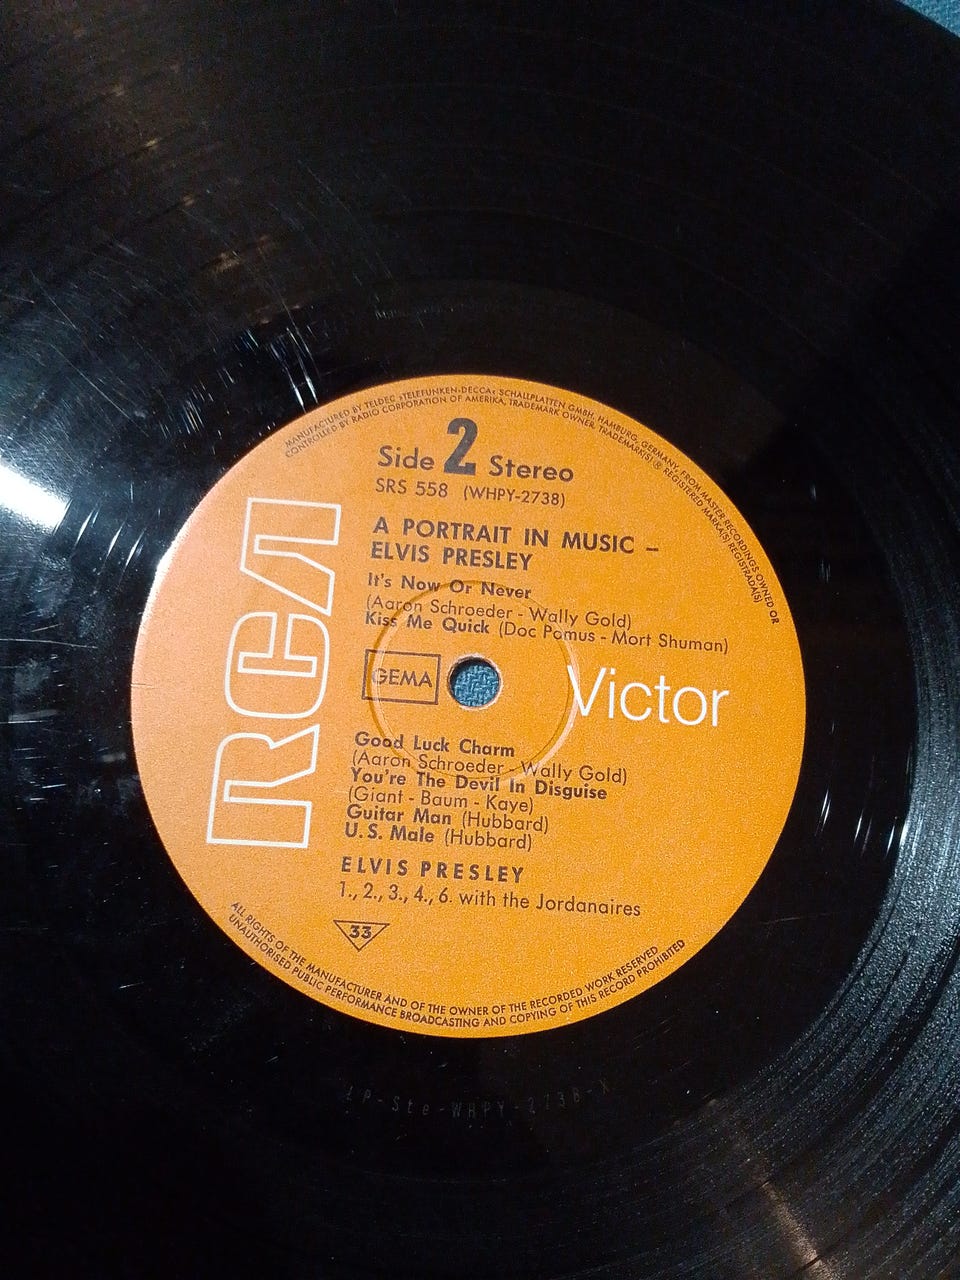 MANUFACTURED BY TELDEC »TELEFUNKEN-DECCA« SCHALLPLATTEN GMBH, HAMBURG, GERMANY, FROM MASTER RECORDINGS OWNED OR
CONTROLLED BY RADIO CORPORATION OF AMERIKA, TRADEMARK OWNER, TRADEMARK(S) ® REGISTERED MARKA(S) REGISTRADA(S)
Side 2 Stereo
SRS 558 (WHPY-2738)
A PORTRAIT IN MUSIC –
ELVIS PRESLEY
It's Now Or Never
(Aaron Schroeder - Wally Gold)
Kiss Me Quick (Doc Pomus - Mort Shuman)
RCA
GEMA
Victor
Good Luck Charm
(Aaron Schroeder - Wally Gold)
You're The Devil In Disguise
(Giant - Baum - Kaye)
Guitar Man (Hubbard)
U.S. Male (Hubbard)
ELVIS PRESLEY
1., 2., 3., 4., 6. with the Jordanaires
33
ALL RIGHTS OF THE MANUFACTURER AND OF THE OWNER OF THE RECORDED WORK RESERVED
UNAUTHORISED PUBLIC PERFORMANCE BROADCASTING AND COPYING OF THIS RECORD PROHIBITED
LP-Ste-WHPY-2738-X